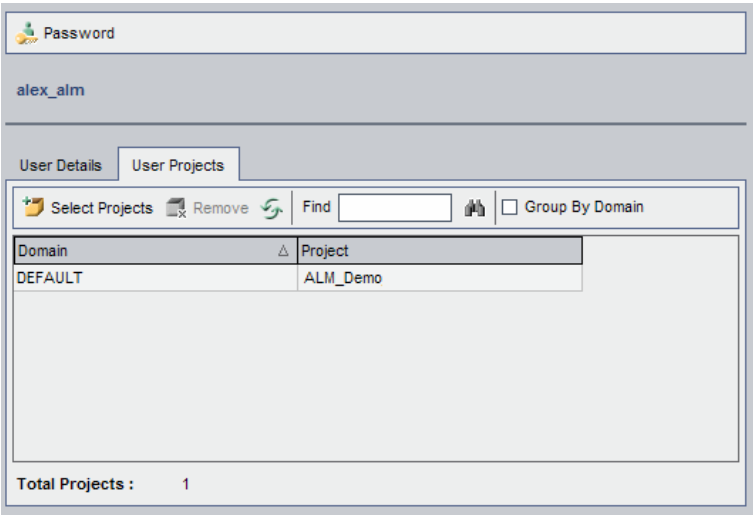 Password
alex_alm
User Details User Projects
Select Projects Remove Find Group By Domain
Domain Project
DEFAULT ALM_Demo
Total Projects : 1